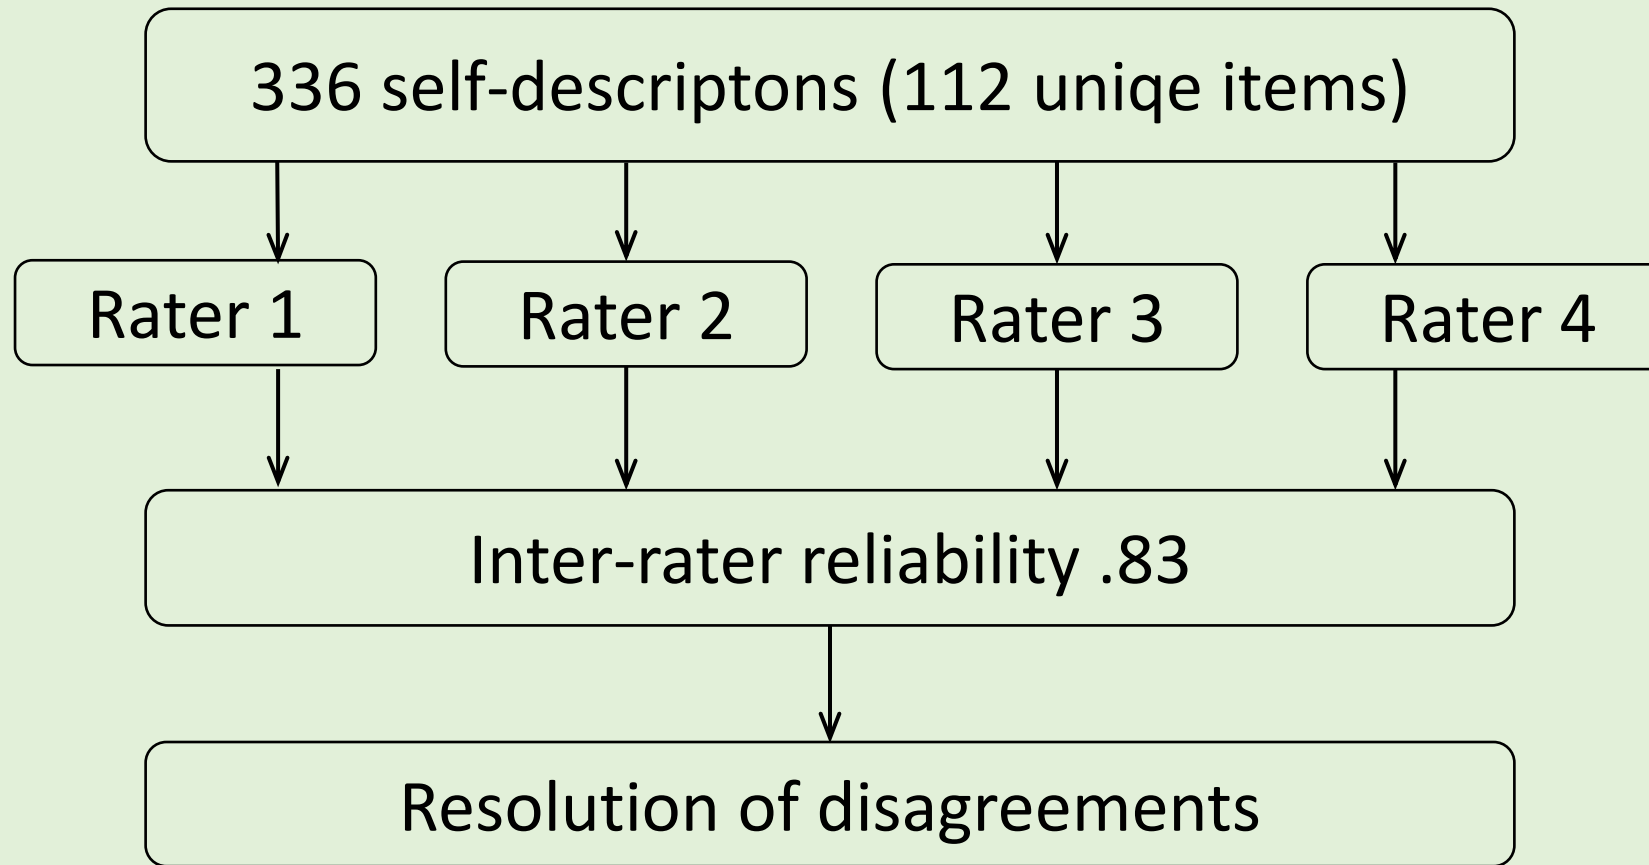 336 self-descriptons (112 uniqe items)
Rater 1
Rater 2
Rater 3
Rater 4
Inter-rater reliability .83
Resolution of disagreements